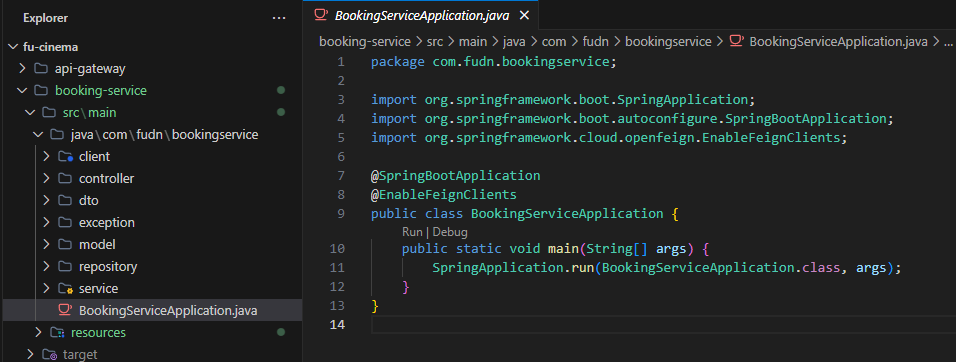 Explorer
...
fu-cinema
api-gateway
booking-service
src\main
java\com\fudn\bookingservice
client
controller
dto
exception
model
repository
service
BookingServiceApplication.java
resources
target
BookingServiceApplication.java
booking-service > src > main > java > com > fudn > bookingservice > BookingServiceApplication.java > ...
1 package com.fudn.bookingservice;
2
3 import org.springframework.boot.SpringApplication;
4 import org.springframework.boot.autoconfigure.SpringBootApplication;
5 import org.springframework.cloud.openfeign.EnableFeignClients;
6
7 @SpringBootApplication
8 @EnableFeignClients
9 public class BookingServiceApplication {
Run | Debug
10 public static void main(String[] args) {
11 SpringApplication.run(BookingServiceApplication.class, args);
12 }
13 }
14